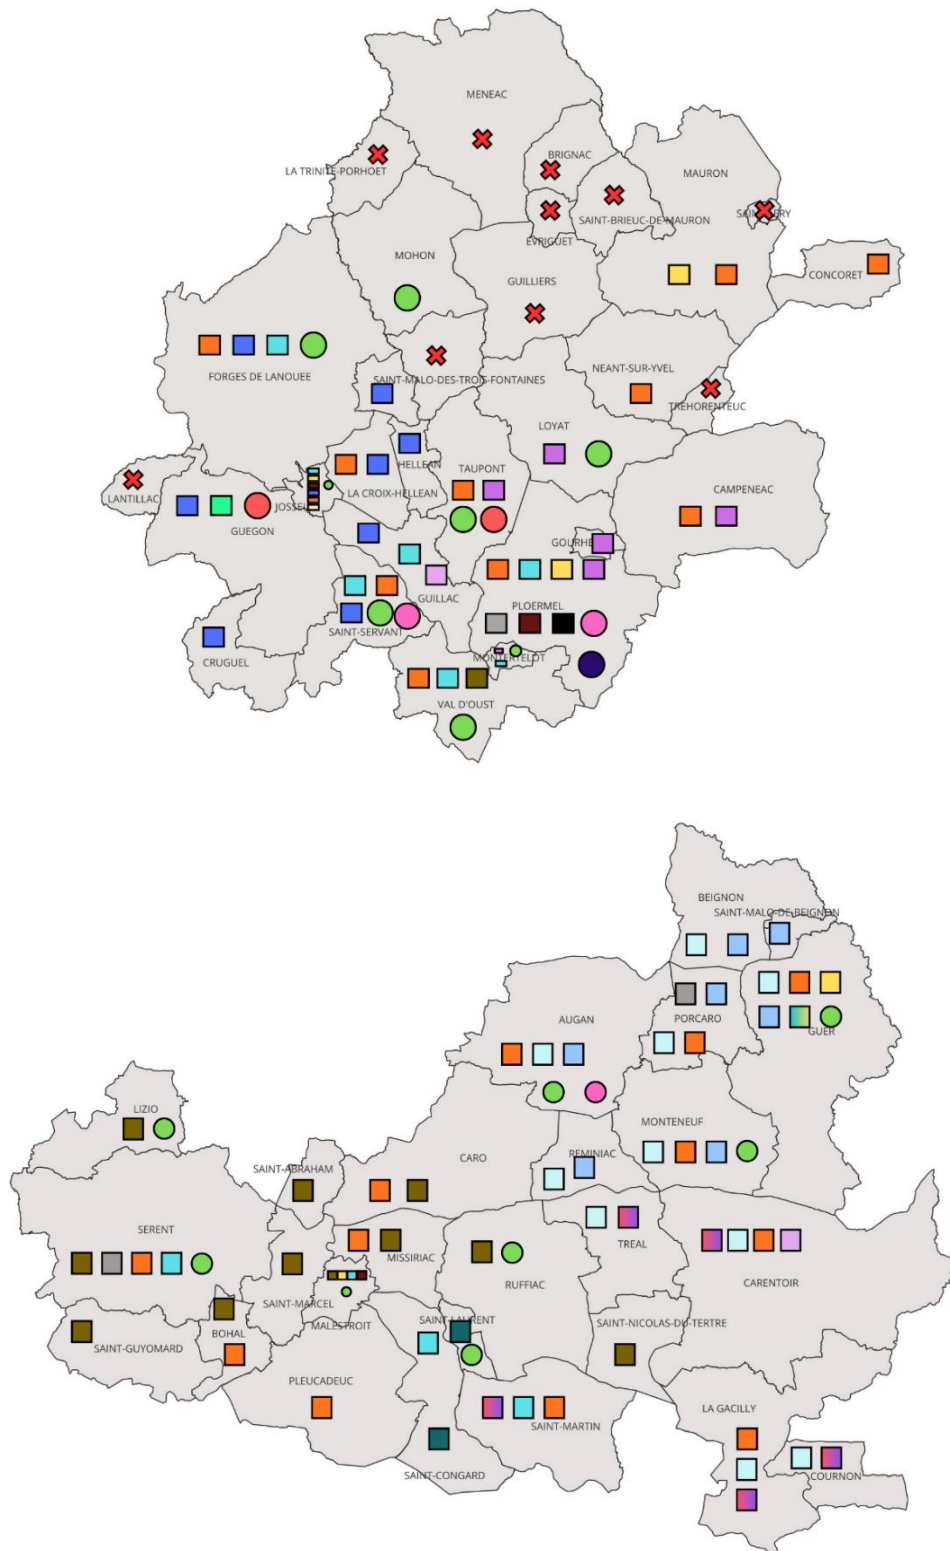 MENEAC
BRIGNAC
LA TRINITE-PORHOET
MAURON
SAINT-BRIEUC-DE-MAURON
EVRIGUET
MOHON
CONCORET
GUILLIERS
NEANT-SUR-YVEL
FORGES DE LANOUEE
SAINT-MALO-DES-TROIS-FONTAINES
TREHORENTEUC
LOYAT
HELLEAN
TAUPONT
CAMPENEAC
LANTILLAC
LA CROIX-HELLEAN
GUEGON
GUILLAC
PLOERMEL
SAINT-SERVANT
MONTERTELOT
CRUGUEL
VAL D'OUST
BEIGNON
SAINT-MALO-DE-BEIGNON
AUGAN
PORCARO
GUER
LIZIO
MONTENEUF
REMINIAC
CARO
SAINT-ABRAHAM
SERENT
TREAL
MISSIRIAC
RUFFIAC
CARENTOIR
SAINT-MARCEL
MALESTROIT
SAINT-LAURENT
SAINT-NICOLAS-DU-TERTRE
BOHAL
SAINT-GUYOMARD
PLEUCADEUC
LA GACILLY
SAINT-MARTIN
SAINT-CONGARD
COURNON